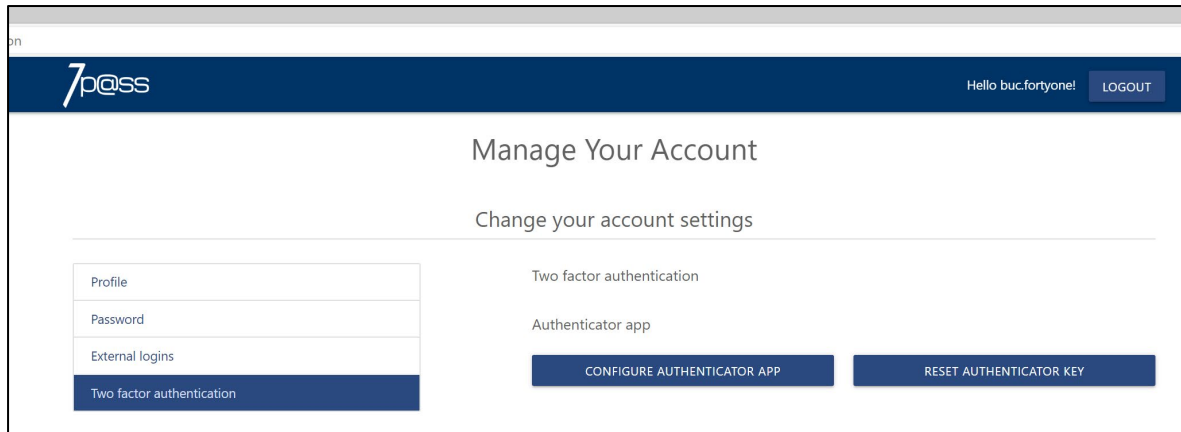 on
7p@ss
Hello buc.fortyone! LOGOUT
Manage Your Account
Change your account settings
Profile
Password
External logins
Two factor authentication
Two factor authentication
Authenticator app
CONFIGURE AUTHENTICATOR APP RESET AUTHENTICATOR KEY